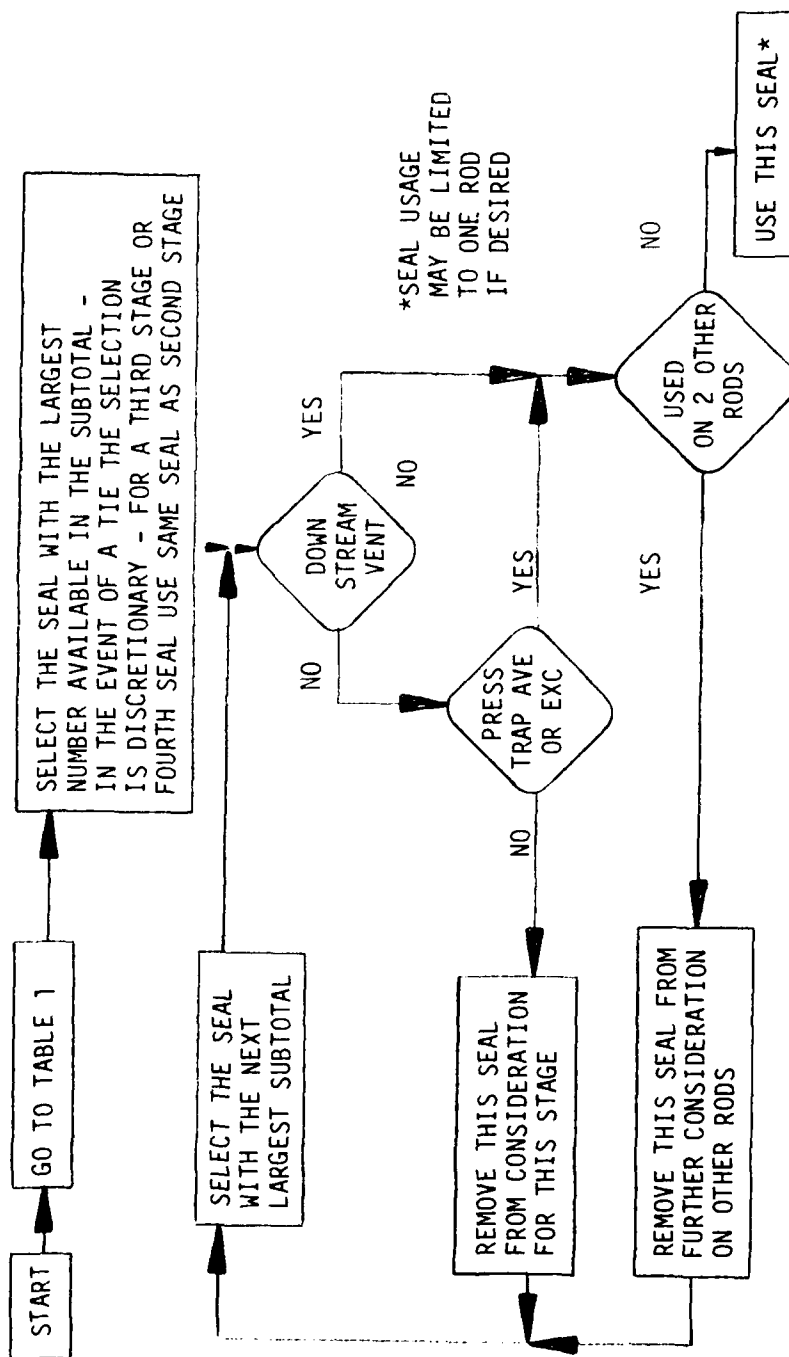 START
GO TO TABLE 1
SELECT THE SEAL WITH THE LARGEST
NUMBER AVAILABLE IN THE SUBTOTAL -
IN THE EVENT OF A TIE THE SELECTION
IS DISCRETIONARY - FOR A THIRD STAGE OR
FOURTH SEAL USE SAME SEAL AS SECOND STAGE
SELECT THE SEAL
WITH THE NEXT
LARGEST SUBTOTAL
DOWN
STREAM
VENT
YES
NO
NO
*SEAL USAGE
MAY BE LIMITED
TO ONE ROD
IF DESIRED
PRESS
TRAP AVE
OR EXC
YES
NO
REMOVE THIS SEAL
FROM CONSIDERATION
FOR THIS STAGE
USED
ON 2 OTHER
RODS
NO
YES
USE THIS SEAL*
REMOVE THIS SEAL FROM
FURTHER CONSIDERATION
ON OTHER RODS